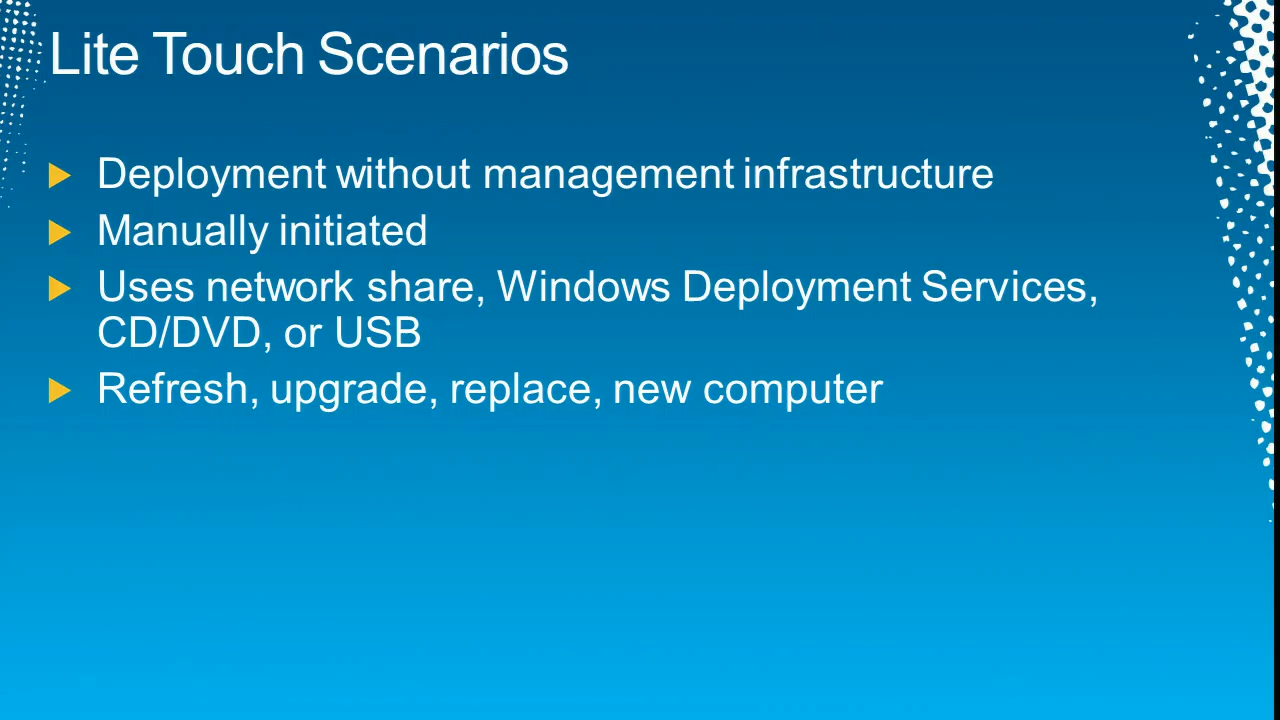 Lite Touch Scenarios
Deployment without management infrastructure
Manually initiated
Uses network share, Windows Deployment Services,
CD/DVD, or USB
Refresh, upgrade, replace, new computer